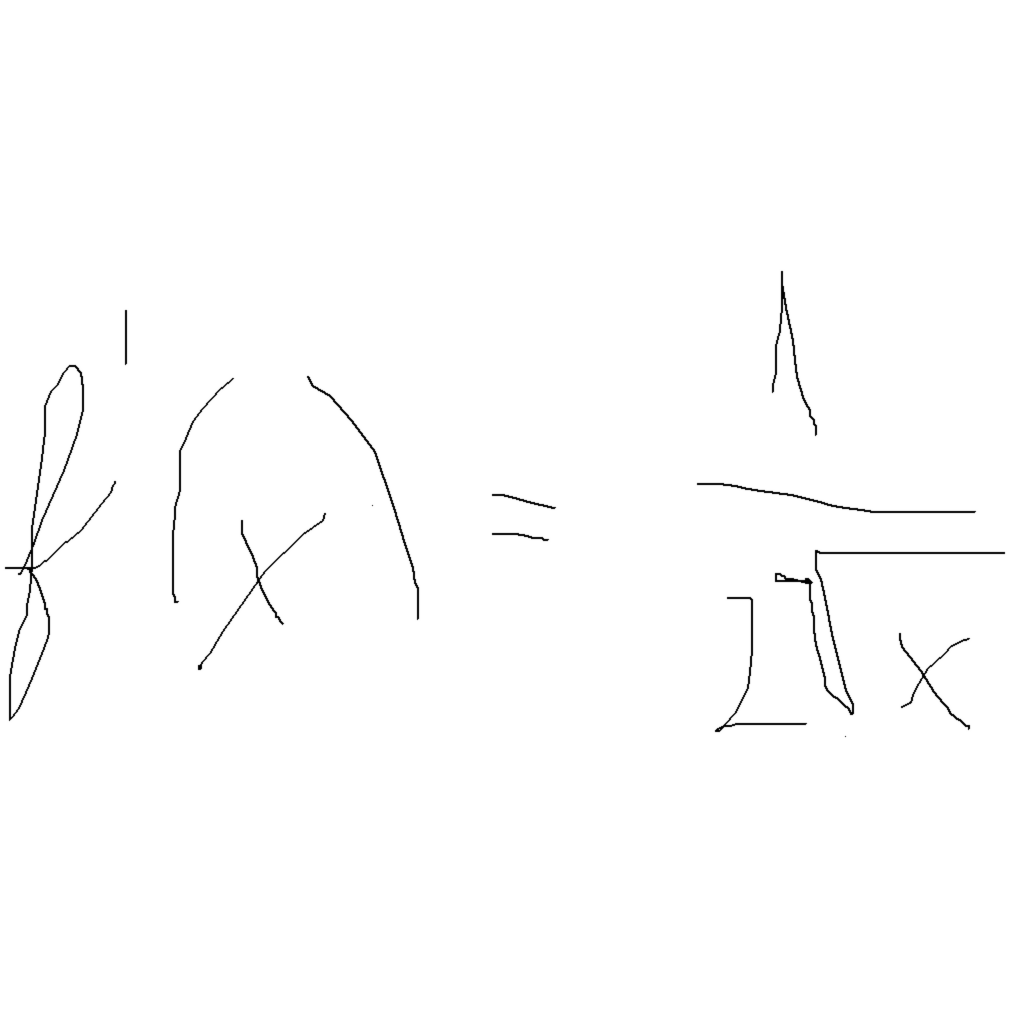 f'(x) = 1/(2√x)